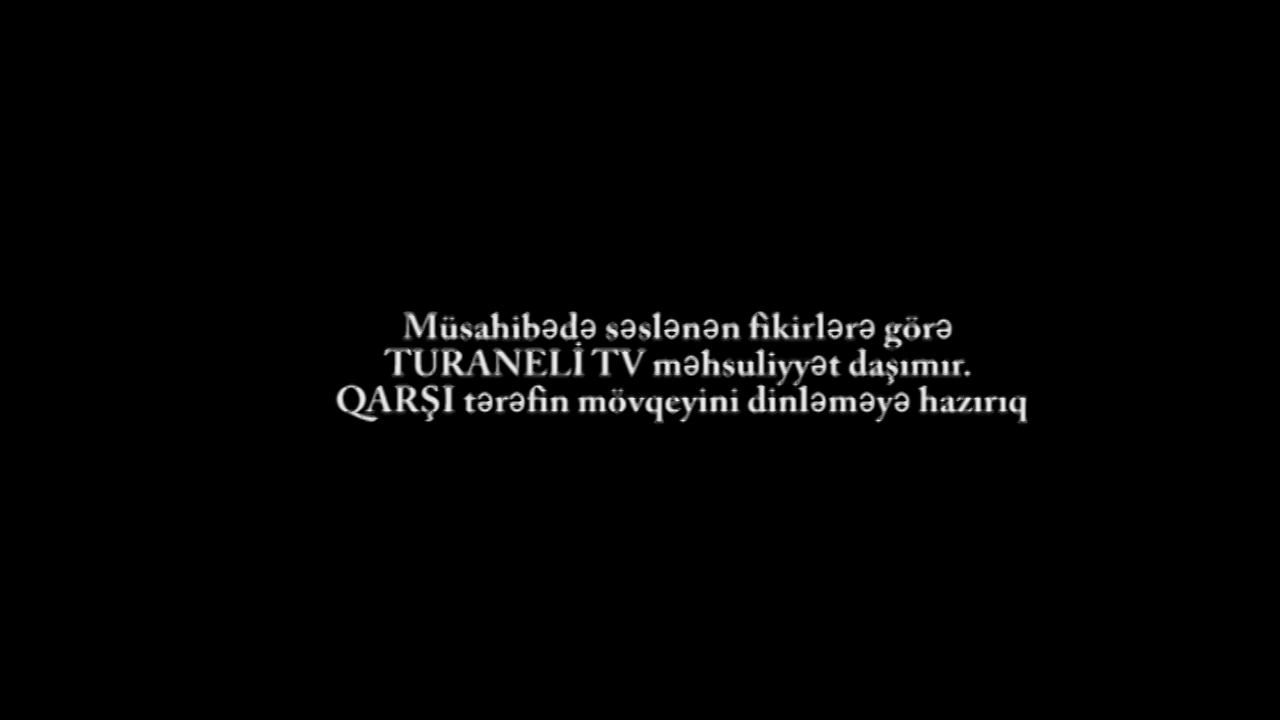 Müsahibədə səslənən fikirlərə görə
TURANELİ TV məhsuliyyət daşımır.
QARŞI tərəfin mövqeyini dinləməyə hazırıq